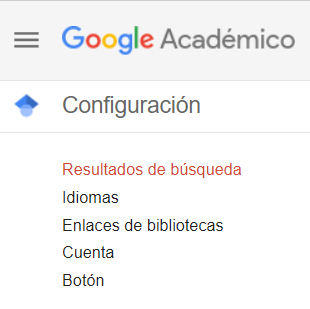 Google Académico
Configuración
Resultados de búsqueda
Idiomas
Enlaces de bibliotecas
Cuenta
Botón